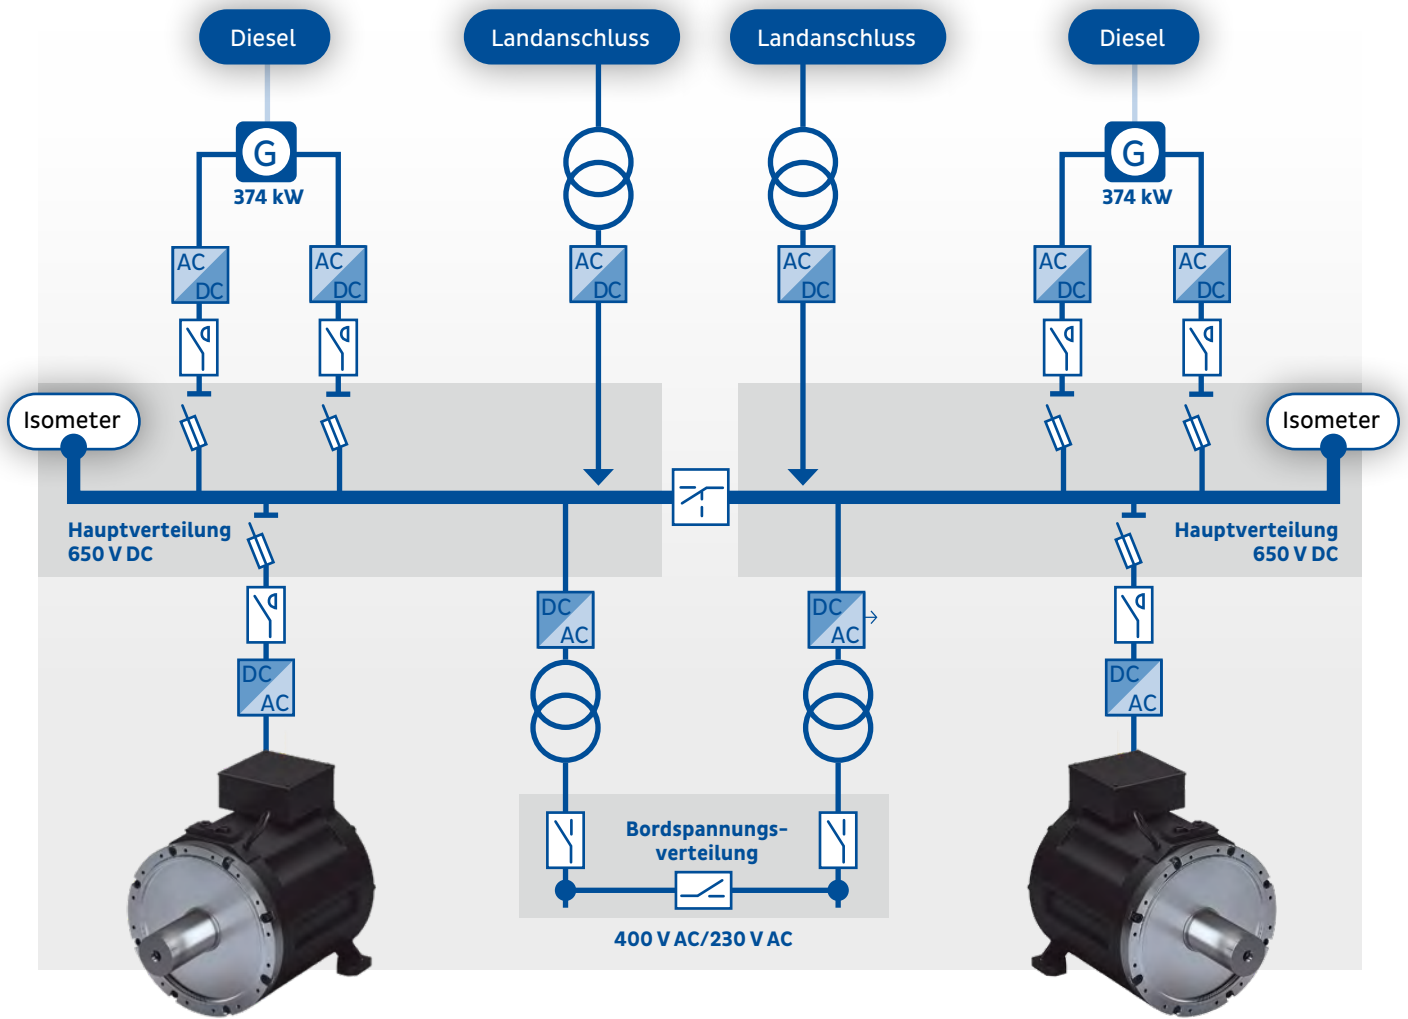 Diesel
Landanschluss
Landanschluss
Diesel
G
G
374 kW
374 kW
AC
DC
AC
DC
AC
DC
AC
DC
AC
DC
AC
DC
Isometer
Isometer
Hauptverteilung
650 V DC
Hauptverteilung
650 V DC
DC
AC
DC
AC
DC
AC
DC
AC
Bordspannungs-
verteilung
400 V AC/230 V AC